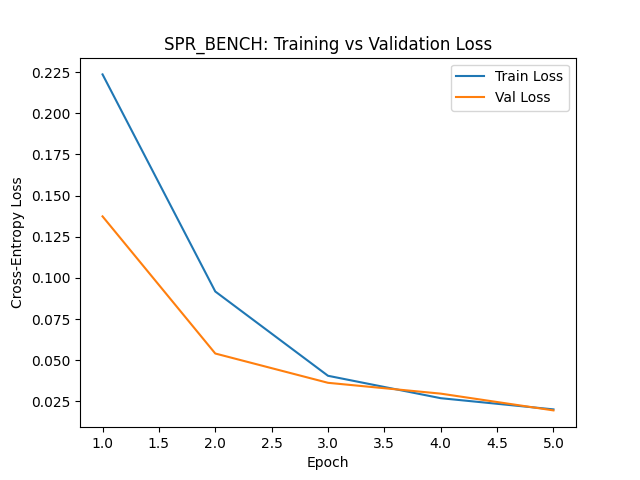 SPR_BENCH: Training vs Validation Loss
Train Loss
Val Loss
Cross-Entropy Loss
0.225
0.200
0.175
0.150
0.125
0.100
0.075
0.050
0.025
1.0 1.5 2.0 2.5 3.0 3.5 4.0 4.5 5.0
Epoch